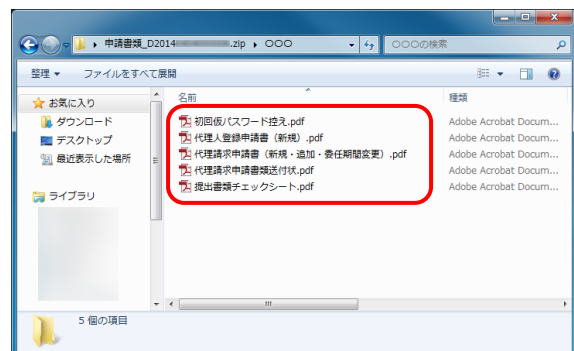 申請書類_D2014 .zip ▸ ○○○
○○○の検索
整理 ファイルをすべて展開
お気に入り
ダウンロード
デスクトップ
最近表示した場所
ライブラリ
名前 種類
初回仮パスワード控え.pdf Adobe Acrobat Docum...
代理人登録申請書（新規）.pdf Adobe Acrobat Docum...
代理請求申請書（新規・追加・委任期間変更）.pdf Adobe Acrobat Docum...
代理請求申請書類送付状.pdf Adobe Acrobat Docum...
提出書類チェックシート.pdf Adobe Acrobat Docum...
5 個の項目